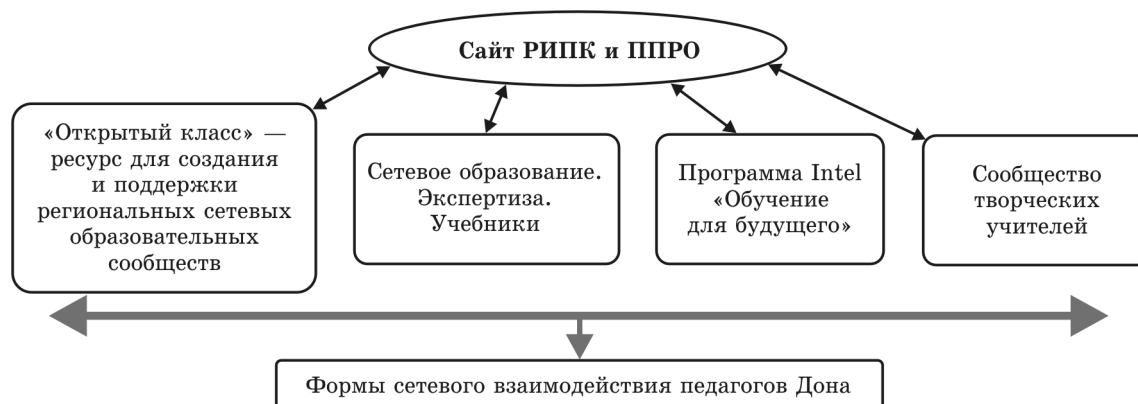 Сайт РИПК и ППРО
«Открытый класс» —
ресурс для создания
и поддержки
региональных сетевых
образовательных
сообществ
Сетевое образование.
Экспертиза.
Учебники
Программа Intel
«Обучение
для будущего»
Сообщество
творческих
учителей
Формы сетевого взаимодействия педагогов Дона